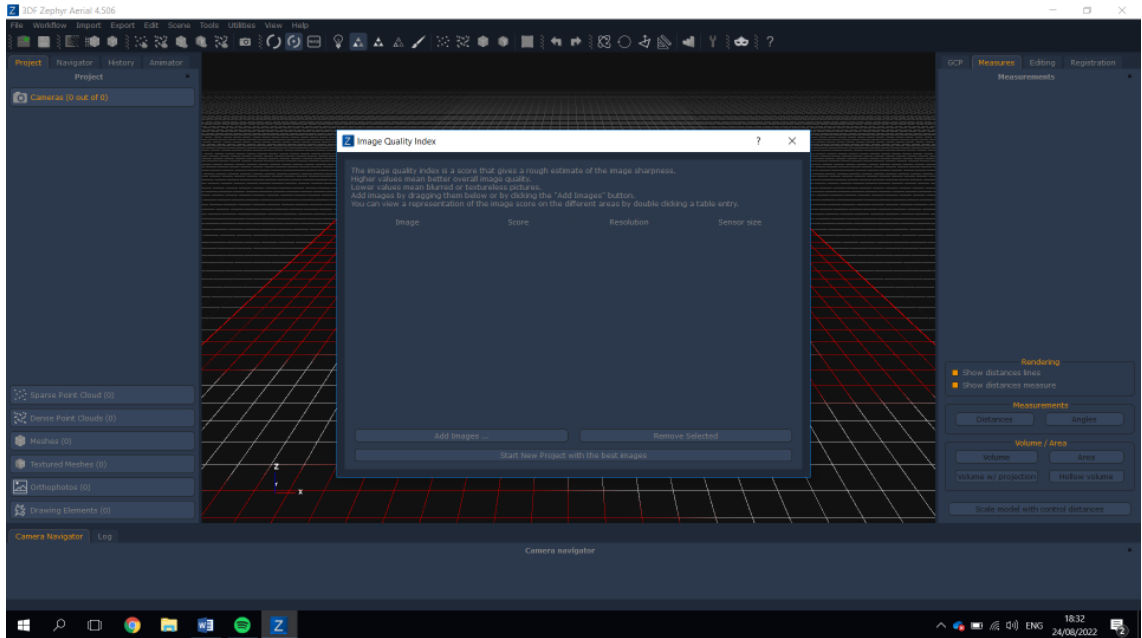 3DF Zephyr Aerial 4.506
File Workflow Import Export Edit Scene Tools Utilities View Help
Project Navigator History Animator
Project
Cameras (0 out of 0)
Sparse Point Cloud (0)
Dense Point Clouds (0)
Meshes (0)
Textured Meshes (0)
Orthophotos (0)
Drawing Elements (0)
Image Quality Index
The image quality index is a score that gives a rough estimate of the image sharpness.
Higher values mean better overall image quality.
Lower values mean blurred or textureless pictures.
Add images by dragging them below or by clicking the "Add Images" button.
You can view a representation of the image score on the different areas by double clicking a table entry.
Image Score Resolution Sensor size
Add Images ... Remove Selected
Start New Project with the best images
Z
Y
X
GCP Measures Editing Registration
Measurements
Rendering
Show distances lines
Show distances measure
Measurements
Distances Angles
Volume / Area
Volume Area
Volume w/ projection Hollow volume
Scale model with control distances
Camera Navigator Log
Camera navigator
ENG
18:32
24/08/2022
2